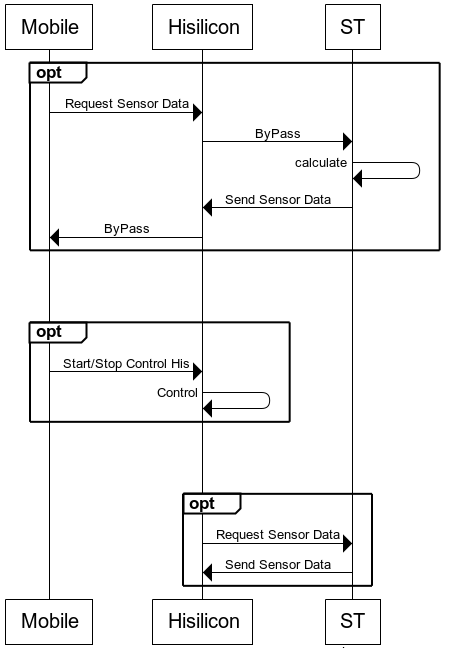 Mobile Hisilicon ST
opt
Request Sensor Data
ByPass
calculate
Send Sensor Data
ByPass
opt
Start/Stop Control His
Control
opt
Request Sensor Data
Send Sensor Data
Mobile Hisilicon ST